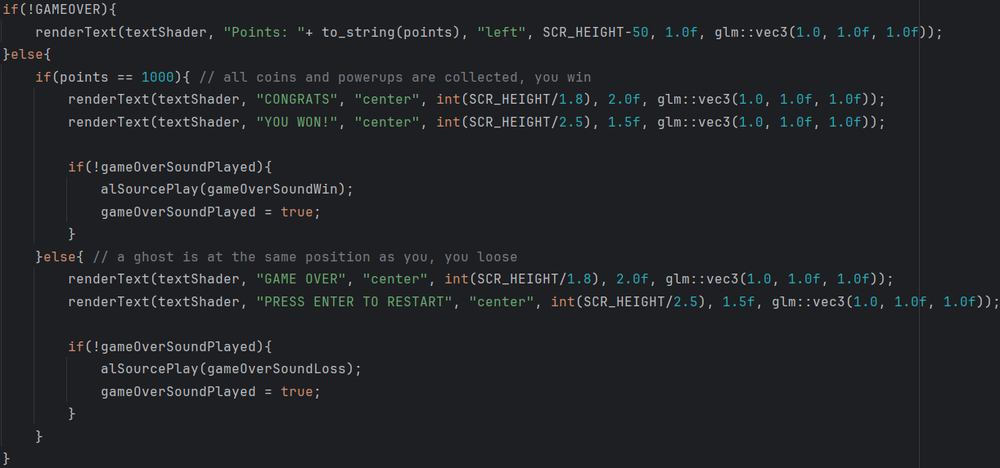 if(!GAMEOVER){
    renderText(textShader, "Points: "+ to_string(points), "left", SCR_HEIGHT-50, 1.0f, glm::vec3(1.0, 1.0f, 1.0f));
}else{
    if(points == 1000){ // all coins and powerups are collected, you win
        renderText(textShader, "CONGRATS", "center", int(SCR_HEIGHT/1.8), 2.0f, glm::vec3(1.0, 1.0f, 1.0f));
        renderText(textShader, "YOU WON!", "center", int(SCR_HEIGHT/2.5), 1.5f, glm::vec3(1.0, 1.0f, 1.0f));

        if(!gameOverSoundPlayed){
            alSourcePlay(gameOverSoundWin);
            gameOverSoundPlayed = true;
        }
    }else{ // a ghost is at the same position as you, you loose
        renderText(textShader, "GAME OVER", "center", int(SCR_HEIGHT/1.8), 2.0f, glm::vec3(1.0, 1.0f, 1.0f));
        renderText(textShader, "PRESS ENTER TO RESTART", "center", int(SCR_HEIGHT/2.5), 1.5f, glm::vec3(1.0, 1.0f, 1.0f));

        if(!gameOverSoundPlayed){
            alSourcePlay(gameOverSoundLoss);
            gameOverSoundPlayed = true;
        }
    }
}